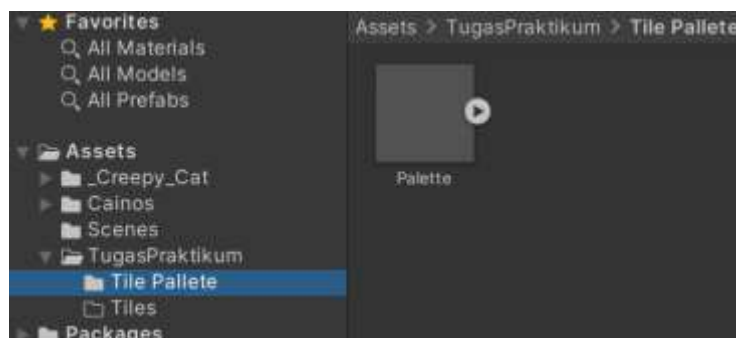 Favorites
All Materials
All Models
All Prefabs
Assets
_Creepy_Cat
Cainos
Scenes
TugasPraktikum
Tile Pallete
Tiles
Packages
Assets > TugasPraktikum > Tile Pallete
Palette